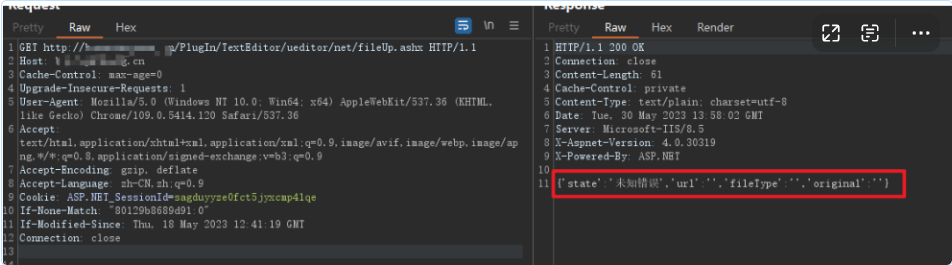 Request
Pretty Raw Hex
\n
1 GET http:// /PlugIn/TextEditor/ueditor/net/fileUp.ashx HTTP/1.1
2 Host: .cn
3 Cache-Control: max-age=0
4 Upgrade-Insecure-Requests: 1
5 User-Agent: Mozilla/5.0 (Windows NT 10.0; Win64; x64) AppleWebKit/537.36 (KHTML,
like Gecko) Chrome/109.0.5414.120 Safari/537.36
6 Accept:
text/html,application/xhtml+xml,application/xml;q=0.9,image/avif,image/webp,image/ap
ng,*/*;q=0.8,application/signed-exchange;v=b3;q=0.9
7 Accept-Encoding: gzip, deflate
8 Accept-Language: zh-CN,zh;q=0.9
9 Cookie: ASP.NET_SessionId=sagduyyze0fct5jyxcmp4lqe
10 If-None-Match: "80129b8689d91:0"
11 If-Modified-Since: Thu, 18 May 2023 12:41:19 GMT
12 Connection: close
13
14
Response
Pretty Raw Hex Render
1 HTTP/1.1 200 OK
2 Connection: close
3 Content-Length: 61
4 Cache-Control: private
5 Content-Type: text/plain; charset=utf-8
6 Date: Tue, 30 May 2023 13:58:02 GMT
7 Server: Microsoft-IIS/8.5
8 X-Aspnet-Version: 4.0.30319
9 X-Powered-By: ASP.NET
10
11 {'state':'未知错误','url':'','fileType':'','original':''}